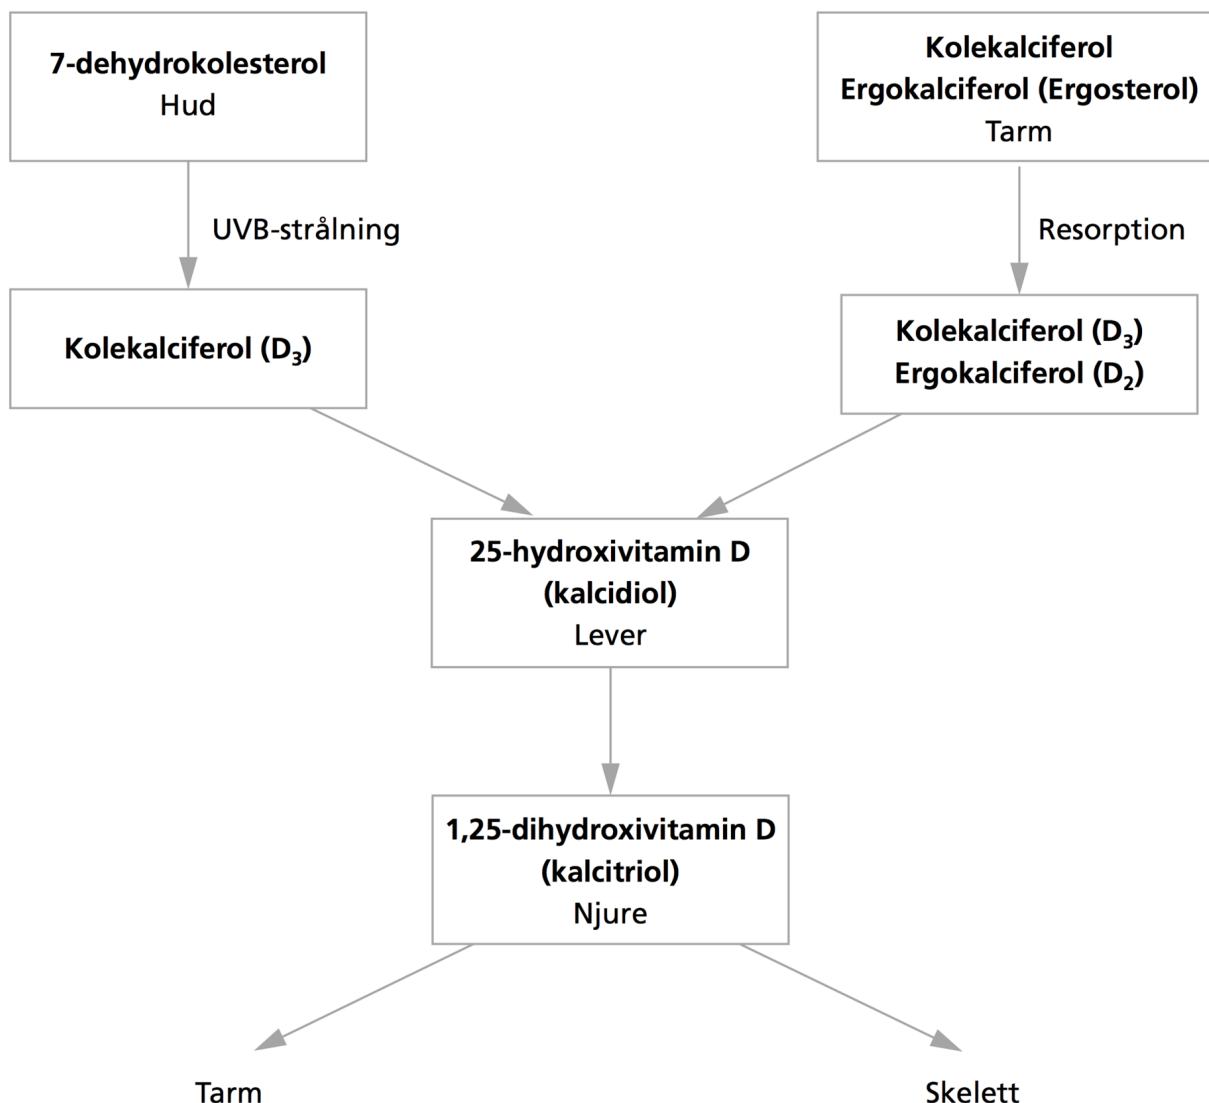 7-dehydrokolesterol
Hud
Kolekalciferol
Ergokalciferol (Ergosterol)
Tarm
UVB-strålning
Resorption
Kolekalciferol (D₃)
Kolekalciferol (D₃)
Ergokalciferol (D₂)
25-hydroxivitamin D
(kalcidiol)
Lever
1,25-dihydroxivitamin D
(kalcitriol)
Njure
Tarm
Skelett